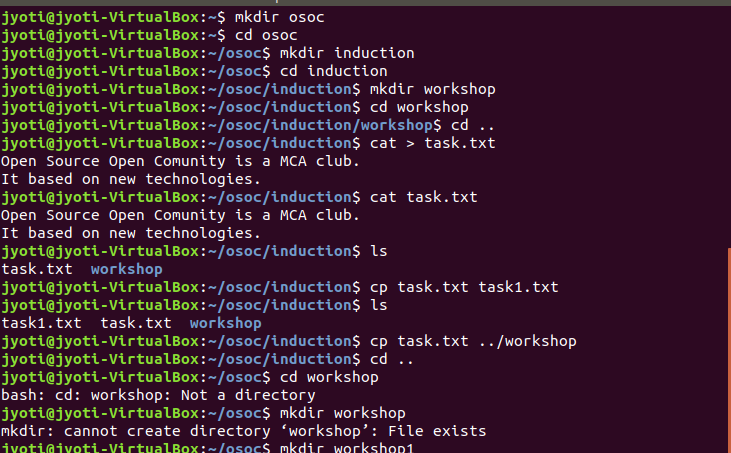 jyoti@jyoti-VirtualBox:~$ mkdir osoc
jyoti@jyoti-VirtualBox:~$ cd osoc
jyoti@jyoti-VirtualBox:~/osoc$ mkdir induction
jyoti@jyoti-VirtualBox:~/osoc$ cd induction
jyoti@jyoti-VirtualBox:~/osoc/induction$ mkdir workshop
jyoti@jyoti-VirtualBox:~/osoc/induction$ cd workshop
jyoti@jyoti-VirtualBox:~/osoc/induction/workshop$ cd ..
jyoti@jyoti-VirtualBox:~/osoc/induction$ cat > task.txt
Open Source Open Comunity is a MCA club.
It based on new technologies.
jyoti@jyoti-VirtualBox:~/osoc/induction$ cat task.txt
Open Source Open Comunity is a MCA club.
It based on new technologies.
jyoti@jyoti-VirtualBox:~/osoc/induction$ ls
task.txt  workshop
jyoti@jyoti-VirtualBox:~/osoc/induction$ cp task.txt task1.txt
jyoti@jyoti-VirtualBox:~/osoc/induction$ ls
task1.txt  task.txt  workshop
jyoti@jyoti-VirtualBox:~/osoc/induction$ cp task.txt ../workshop
jyoti@jyoti-VirtualBox:~/osoc/induction$ cd ..
jyoti@jyoti-VirtualBox:~/osoc$ cd workshop
bash: cd: workshop: Not a directory
jyoti@jyoti-VirtualBox:~/osoc$ mkdir workshop
mkdir: cannot create directory ‘workshop’: File exists
jyoti@jyoti-VirtualBox:~/osoc$ mkdir workshop1